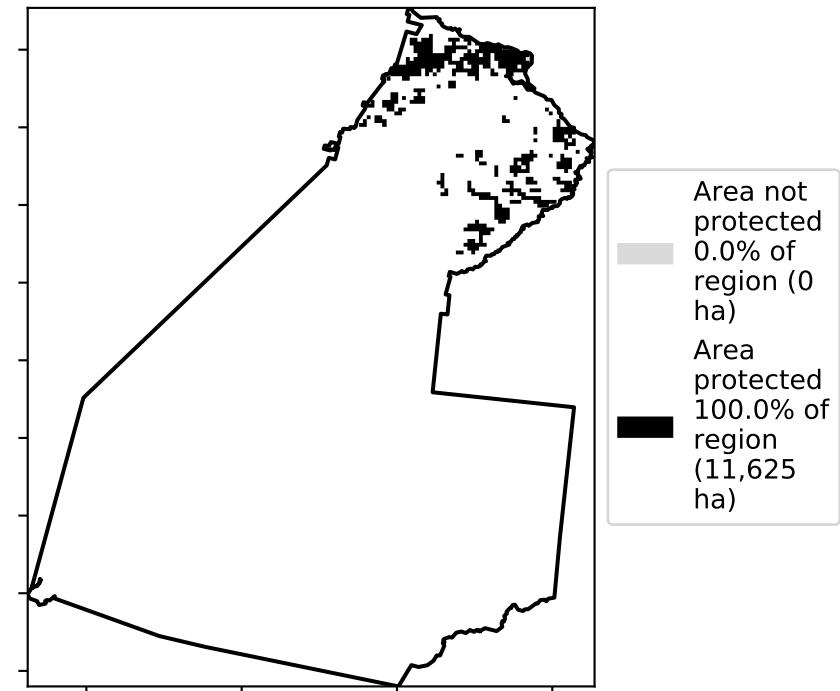 Area not
protected
0.0% of
region (0
ha)
Area
protected
100.0% of
region
(11,625
ha)